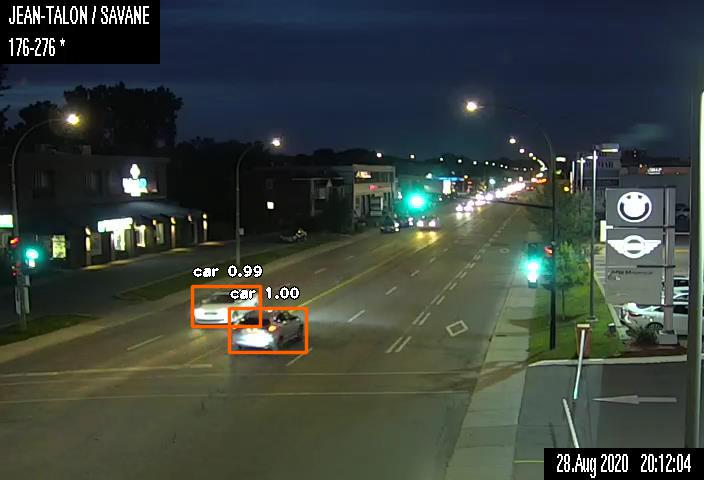 JEAN-TALON / SAVANE
176-276 *
car 0.99
car 1.00
28.Aug 2020 20:12:04